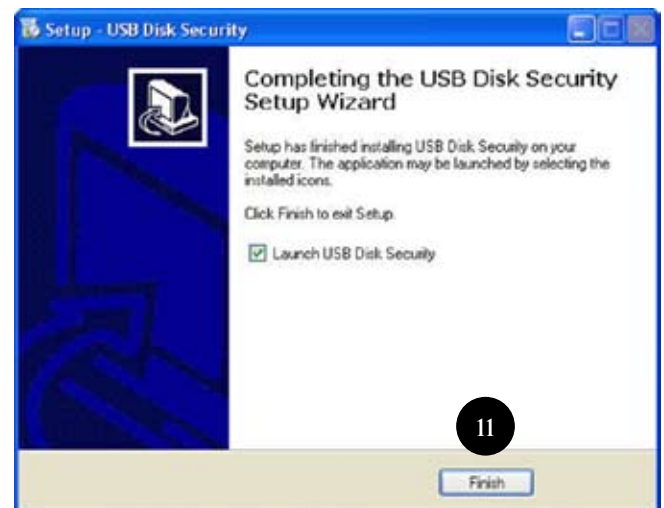 Setup - USB Disk Security
Completing the USB Disk Security
Setup Wizard
Setup has finished installing USB Disk Security on your
computer. The application may be launched by selecting the
installed icons.
Click Finish to exit Setup.
Launch USB Disk Security
11
Finish